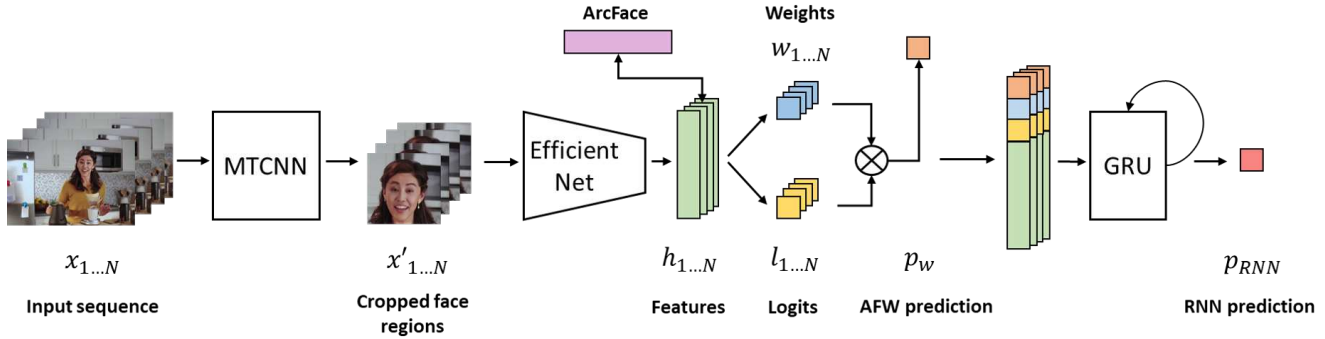 ArcFace
Weights
w1...N
MTCNN
Efficient
Net
GRU
x1...N
x'1...N
h1...N
l1...N
pw
pRNN
Input sequence
Cropped face
regions
Features
Logits
AFW prediction
RNN prediction